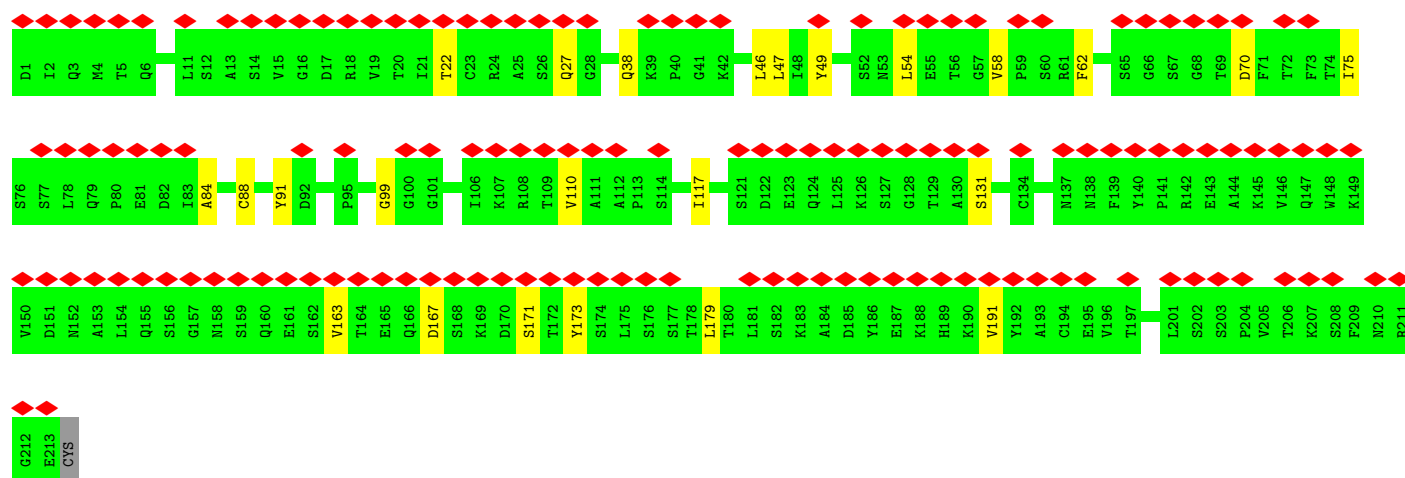 D1 I2 Q3 M4 T5 Q6 L11 S12 A13 S14 V15 G16 D17 R18 V19 T20 I21 T22 C23 R24 A25 S26 Q27 G28 Q38 K39 P40 G41 K42 L46 L47 I48 Y49 S52 N53 L54 E55 T56 G57 V58 P59 S60 R61 F62 S65 G66 S67 G68 T69 D70 F71 T72 F73 T74 I75
S76 S77 L78 Q79 P80 E81 D82 I83 A84 C88 Y91 D92 P95 G99 G100 G101 I106 K107 R108 T109 V110 A111 A112 P113 S114 I117 S121 D122 E123 Q124 L125 K126 S127 G128 T129 A130 S131 C134 N137 N138 F139 Y140 P141 R142 E143 A144 K145 V146 Q147 W148 K149
V150 D151 N152 A153 L154 Q155 S156 G157 N158 S159 Q160 E161 S162 V163 T164 E165 Q166 D167 S168 K169 D170 S171 T172 Y173 S174 L175 S176 S177 T178 L179 T180 L181 S182 K183 A184 D185 Y186 E187 K188 H189 K190 V191 Y192 A193 C194 E195 V196 T197 L201 S202 S203 P204 V205 T206 K207 S208 F209 N210 R211
G212 E213 CYS